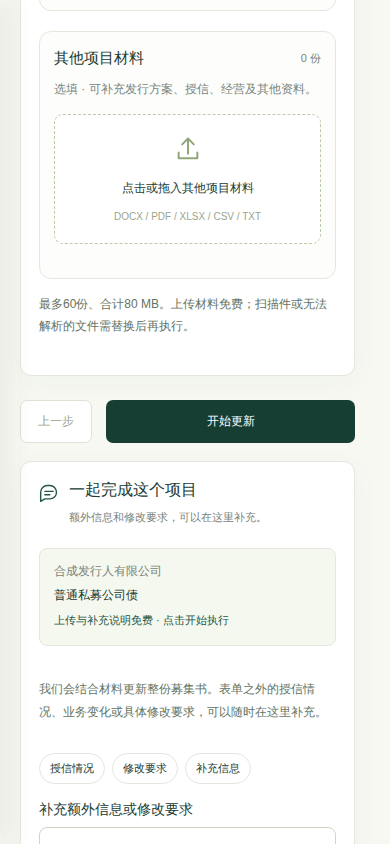 其他项目材料
0 份
选填 · 可补充发行方案、授信、经营及其他资料。
点击或拖入其他项目材料
DOCX / PDF / XLSX / CSV / TXT
最多60份、合计80 MB。上传材料免费；扫描件或无法
解析的文件需替换后再执行。
上一步
开始更新
一起完成这个项目
额外信息和修改要求，可以在这里补充。
合成发行人有限公司
普通私募公司债
上传与补充说明免费 · 点击开始执行
我们会结合材料更新整份募集书。表单之外的授信情
况、业务变化或具体修改要求，可以随时在这里补充。
授信情况
修改要求
补充信息
补充额外信息或修改要求